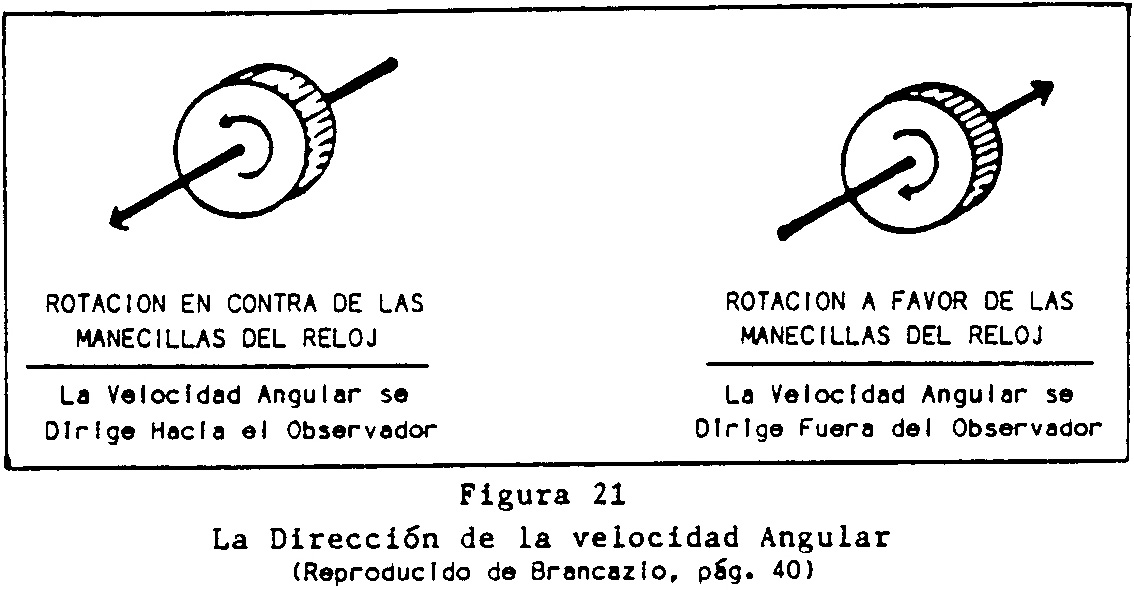 ROTACION EN CONTRA DE LAS
MANECILLAS DEL RELOJ
La Velocidad Angular se
Dirige Hacia el Observador
ROTACION A FAVOR DE LAS
MANECILLAS DEL RELOJ
La Velocidad Angular se
Dirige Fuera del Observador
Figura 21
La Dirección de la velocidad Angular
(Reproducido de Brancazio, pág. 40)